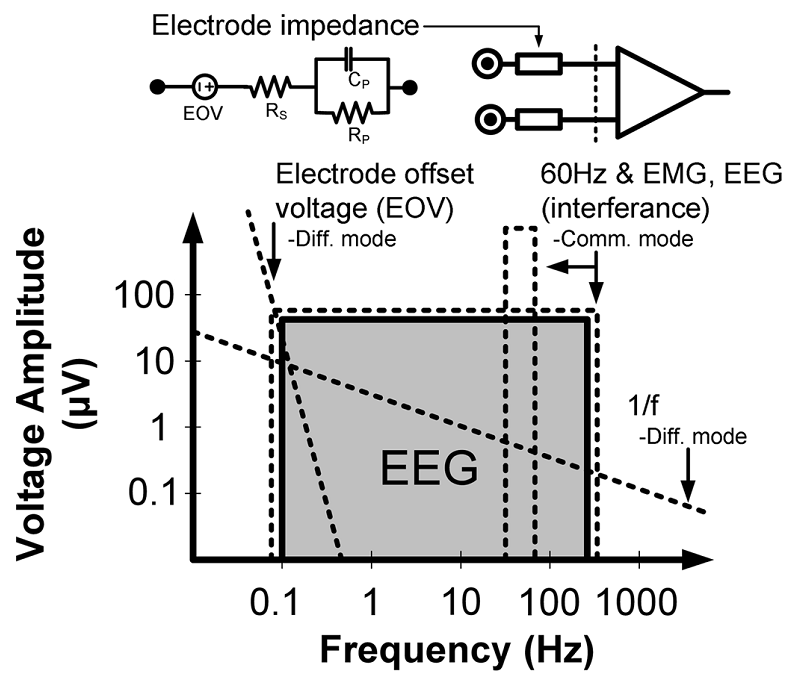 Electrode impedance
EOV
RS
CP
RP
Electrode offset
voltage (EOV)
-Diff. mode
60Hz & EMG, EEG
(interferance)
-Comm. mode
Voltage Amplitude
(µV)
100
10
1
0.1
1/f
-Diff. mode
EEG
0.1 1 10 100 1000
Frequency (Hz)